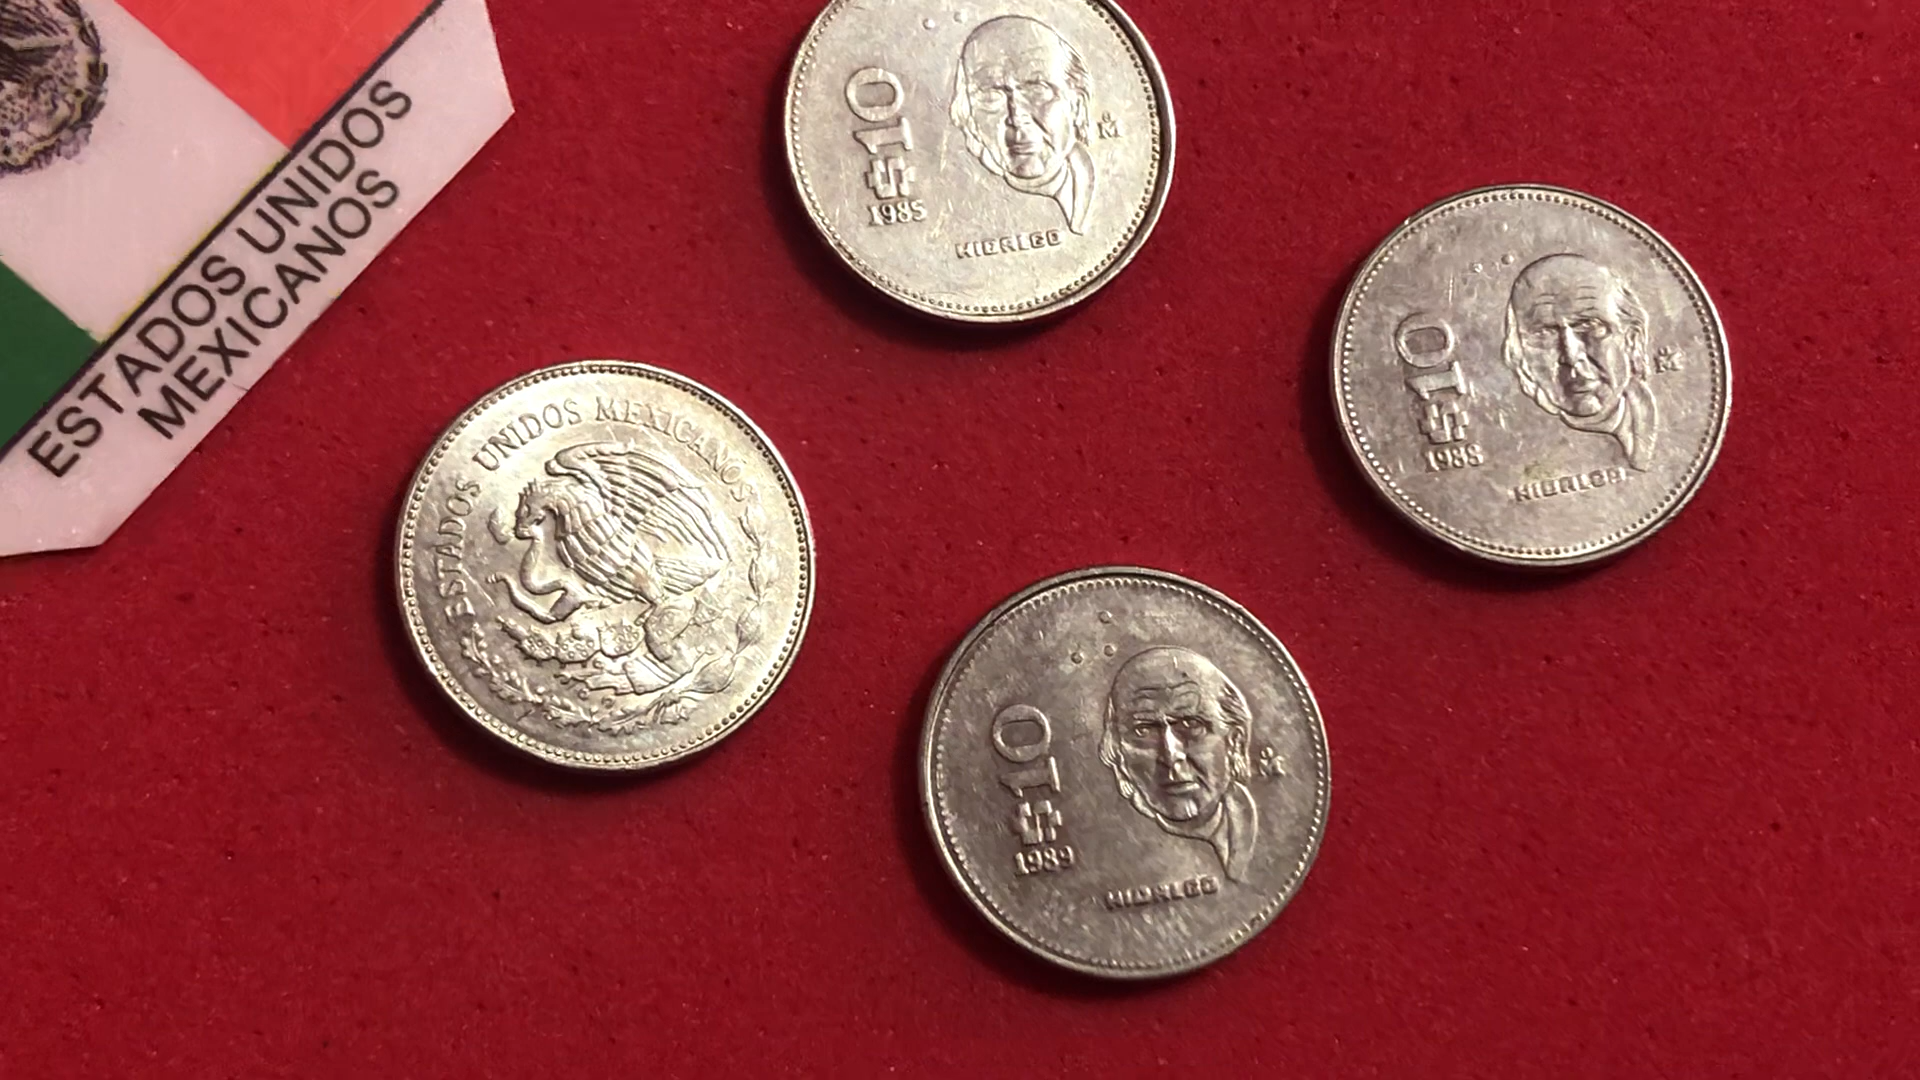 ESTADOS UNIDOS
MEXICANOS
$10
1985
HIDALGO
M
$10
1988
HIDALGO
M
ESTADOS UNIDOS MEXICANOS
$10
1989
HIDALGO
M